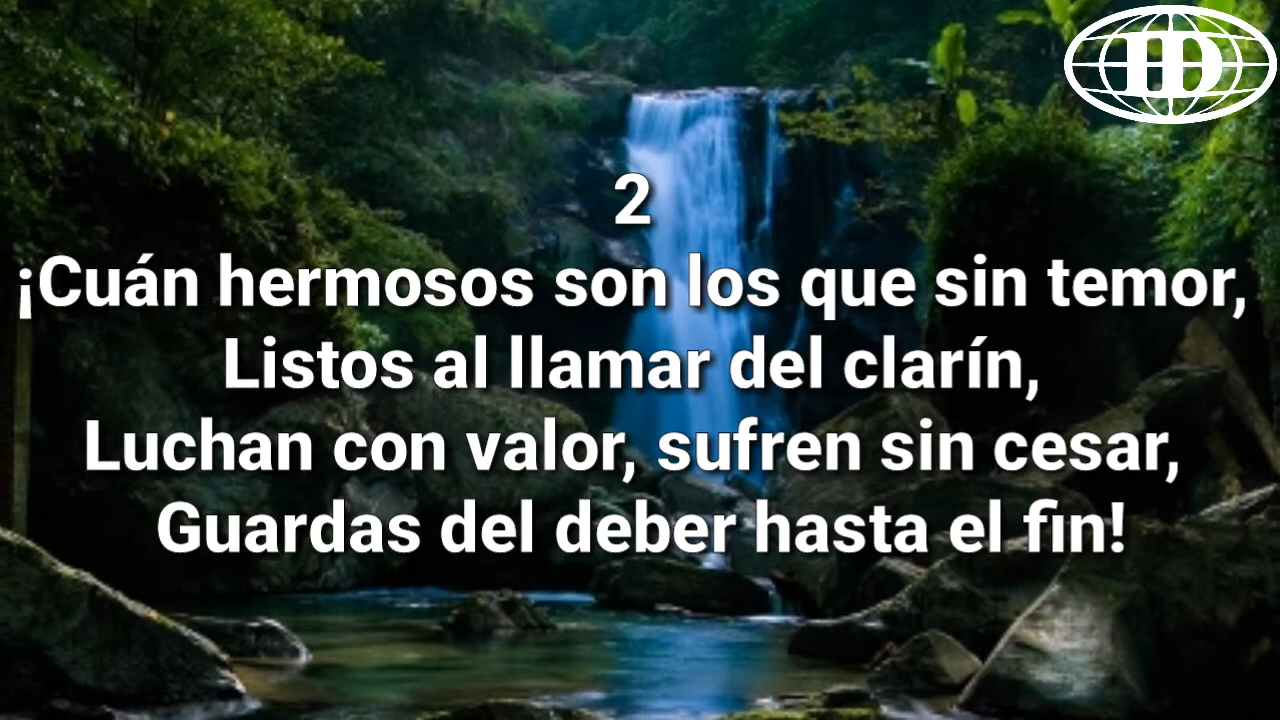 ID
2
¡Cuán hermosos son los que sin temor,
Listos al llamar del clarín,
Luchan con valor, sufren sin cesar,
Guardas del deber hasta el fin!